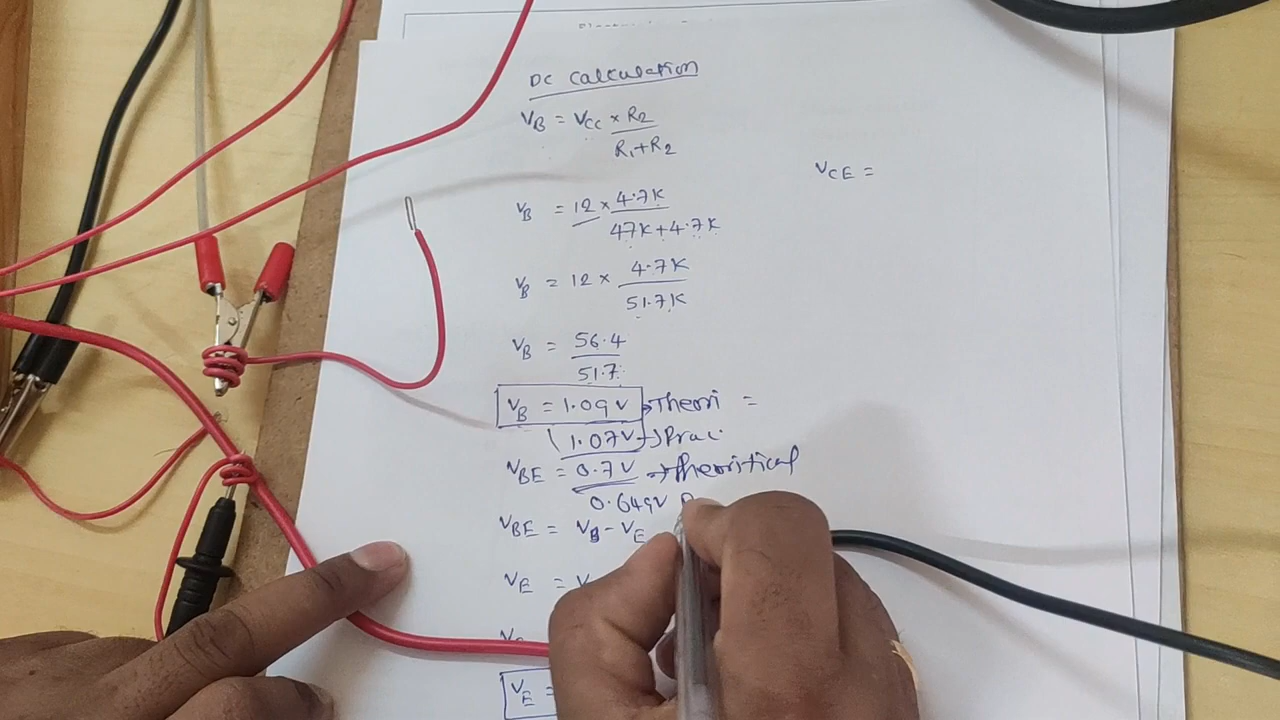 DC Calculation
VB = VCC × R2
R1+R2
VCE =
VB = 12 × 4.7K
47K+4.7K
VB = 12 × 4.7K
51.7K
VB = 56.4
51.7
VB = 1.09V → Theori =
(1.07V → Prac.
VBE = 0.7V → Theoritical
0.649V
VBE = VB - VE
VE =
VE =